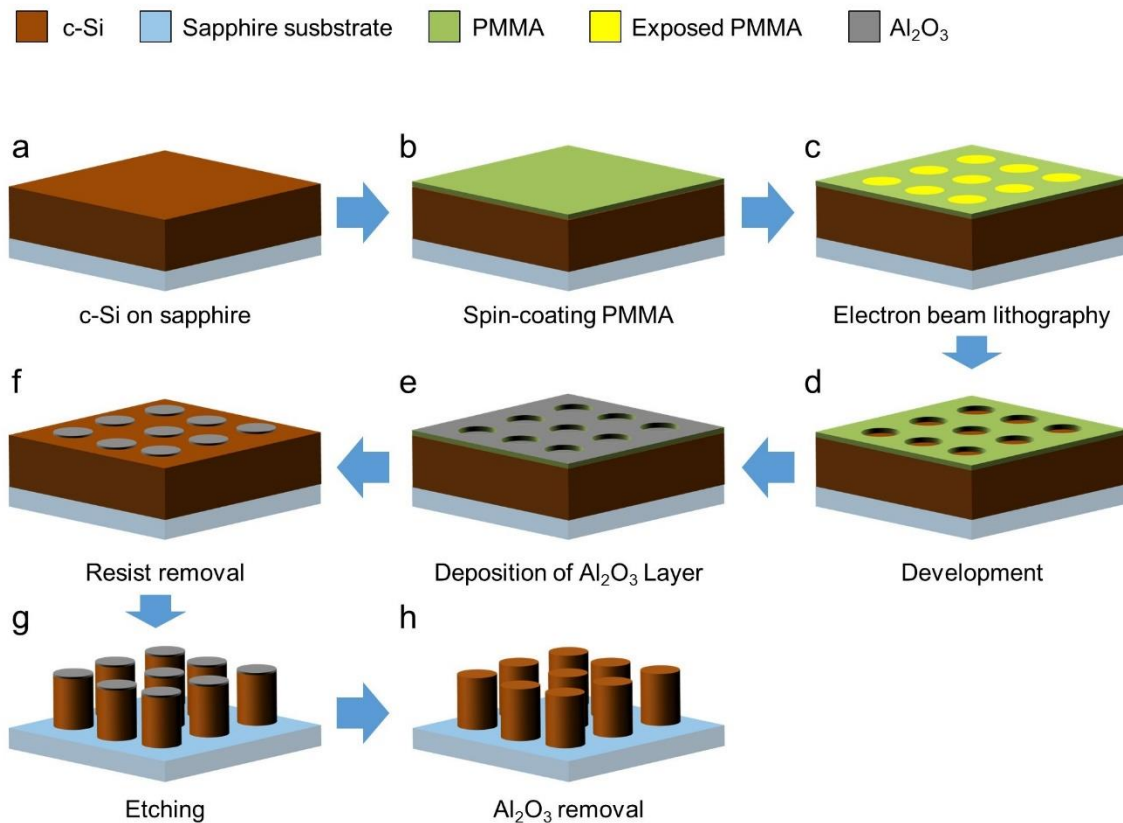 c-Si
Sapphire susbstrate
PMMA
Exposed PMMA
Al₂O₃
a
b
c
c-Si on sapphire
Spin-coating PMMA
Electron beam lithography
f
e
d
Resist removal
Deposition of Al₂O₃ Layer
Development
g
h
Etching
Al₂O₃ removal